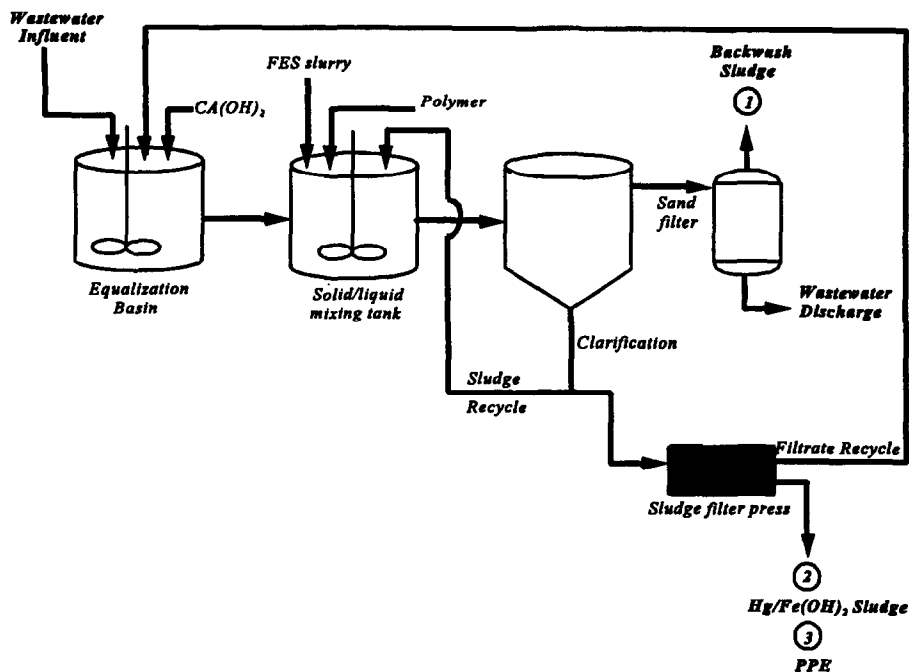 Wastewater
Influent
CA(OH)₂
FES slurry
Polymer
Backwash
Sludge
1
Equalization
Basin
Solid/liquid
mixing tank
Sand
filter
Wastewater
Discharge
Clarification
Sludge
Recycle
Filtrate Recycle
Sludge filter press
2
Hg/Fe(OH)₂ Sludge
3
PPE